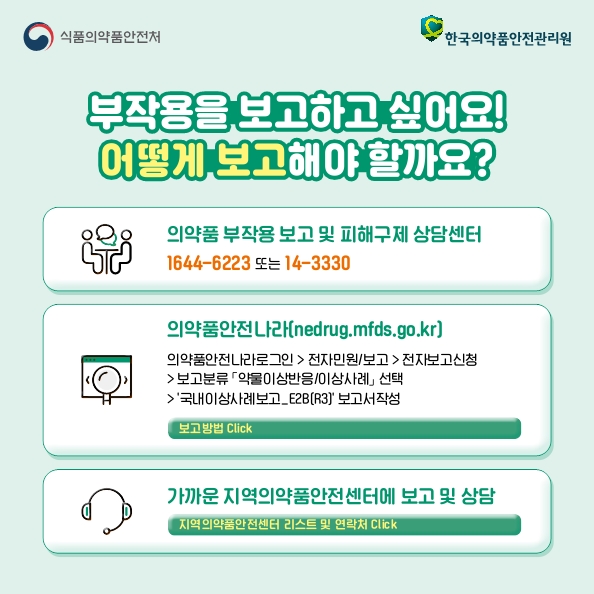 식품의약품안전처
한국의약품안전관리원
부작용을 보고하고 싶어요!
어떻게 보고해야 할까요?
의약품 부작용 보고 및 피해구제 상담센터
1644-6223 또는 14-3330
의약품안전나라(nedrug.mfds.go.kr)
의약품안전나라로그인 > 전자민원/보고 > 전자보고신청
> 보고분류 「약물이상반응/이상사례」 선택
> '국내이상사례보고_E2B(R3)' 보고서작성
보고방법 Click
가까운 지역의약품안전센터에 보고 및 상담
지역의약품안전센터 리스트 및 연락처 Click